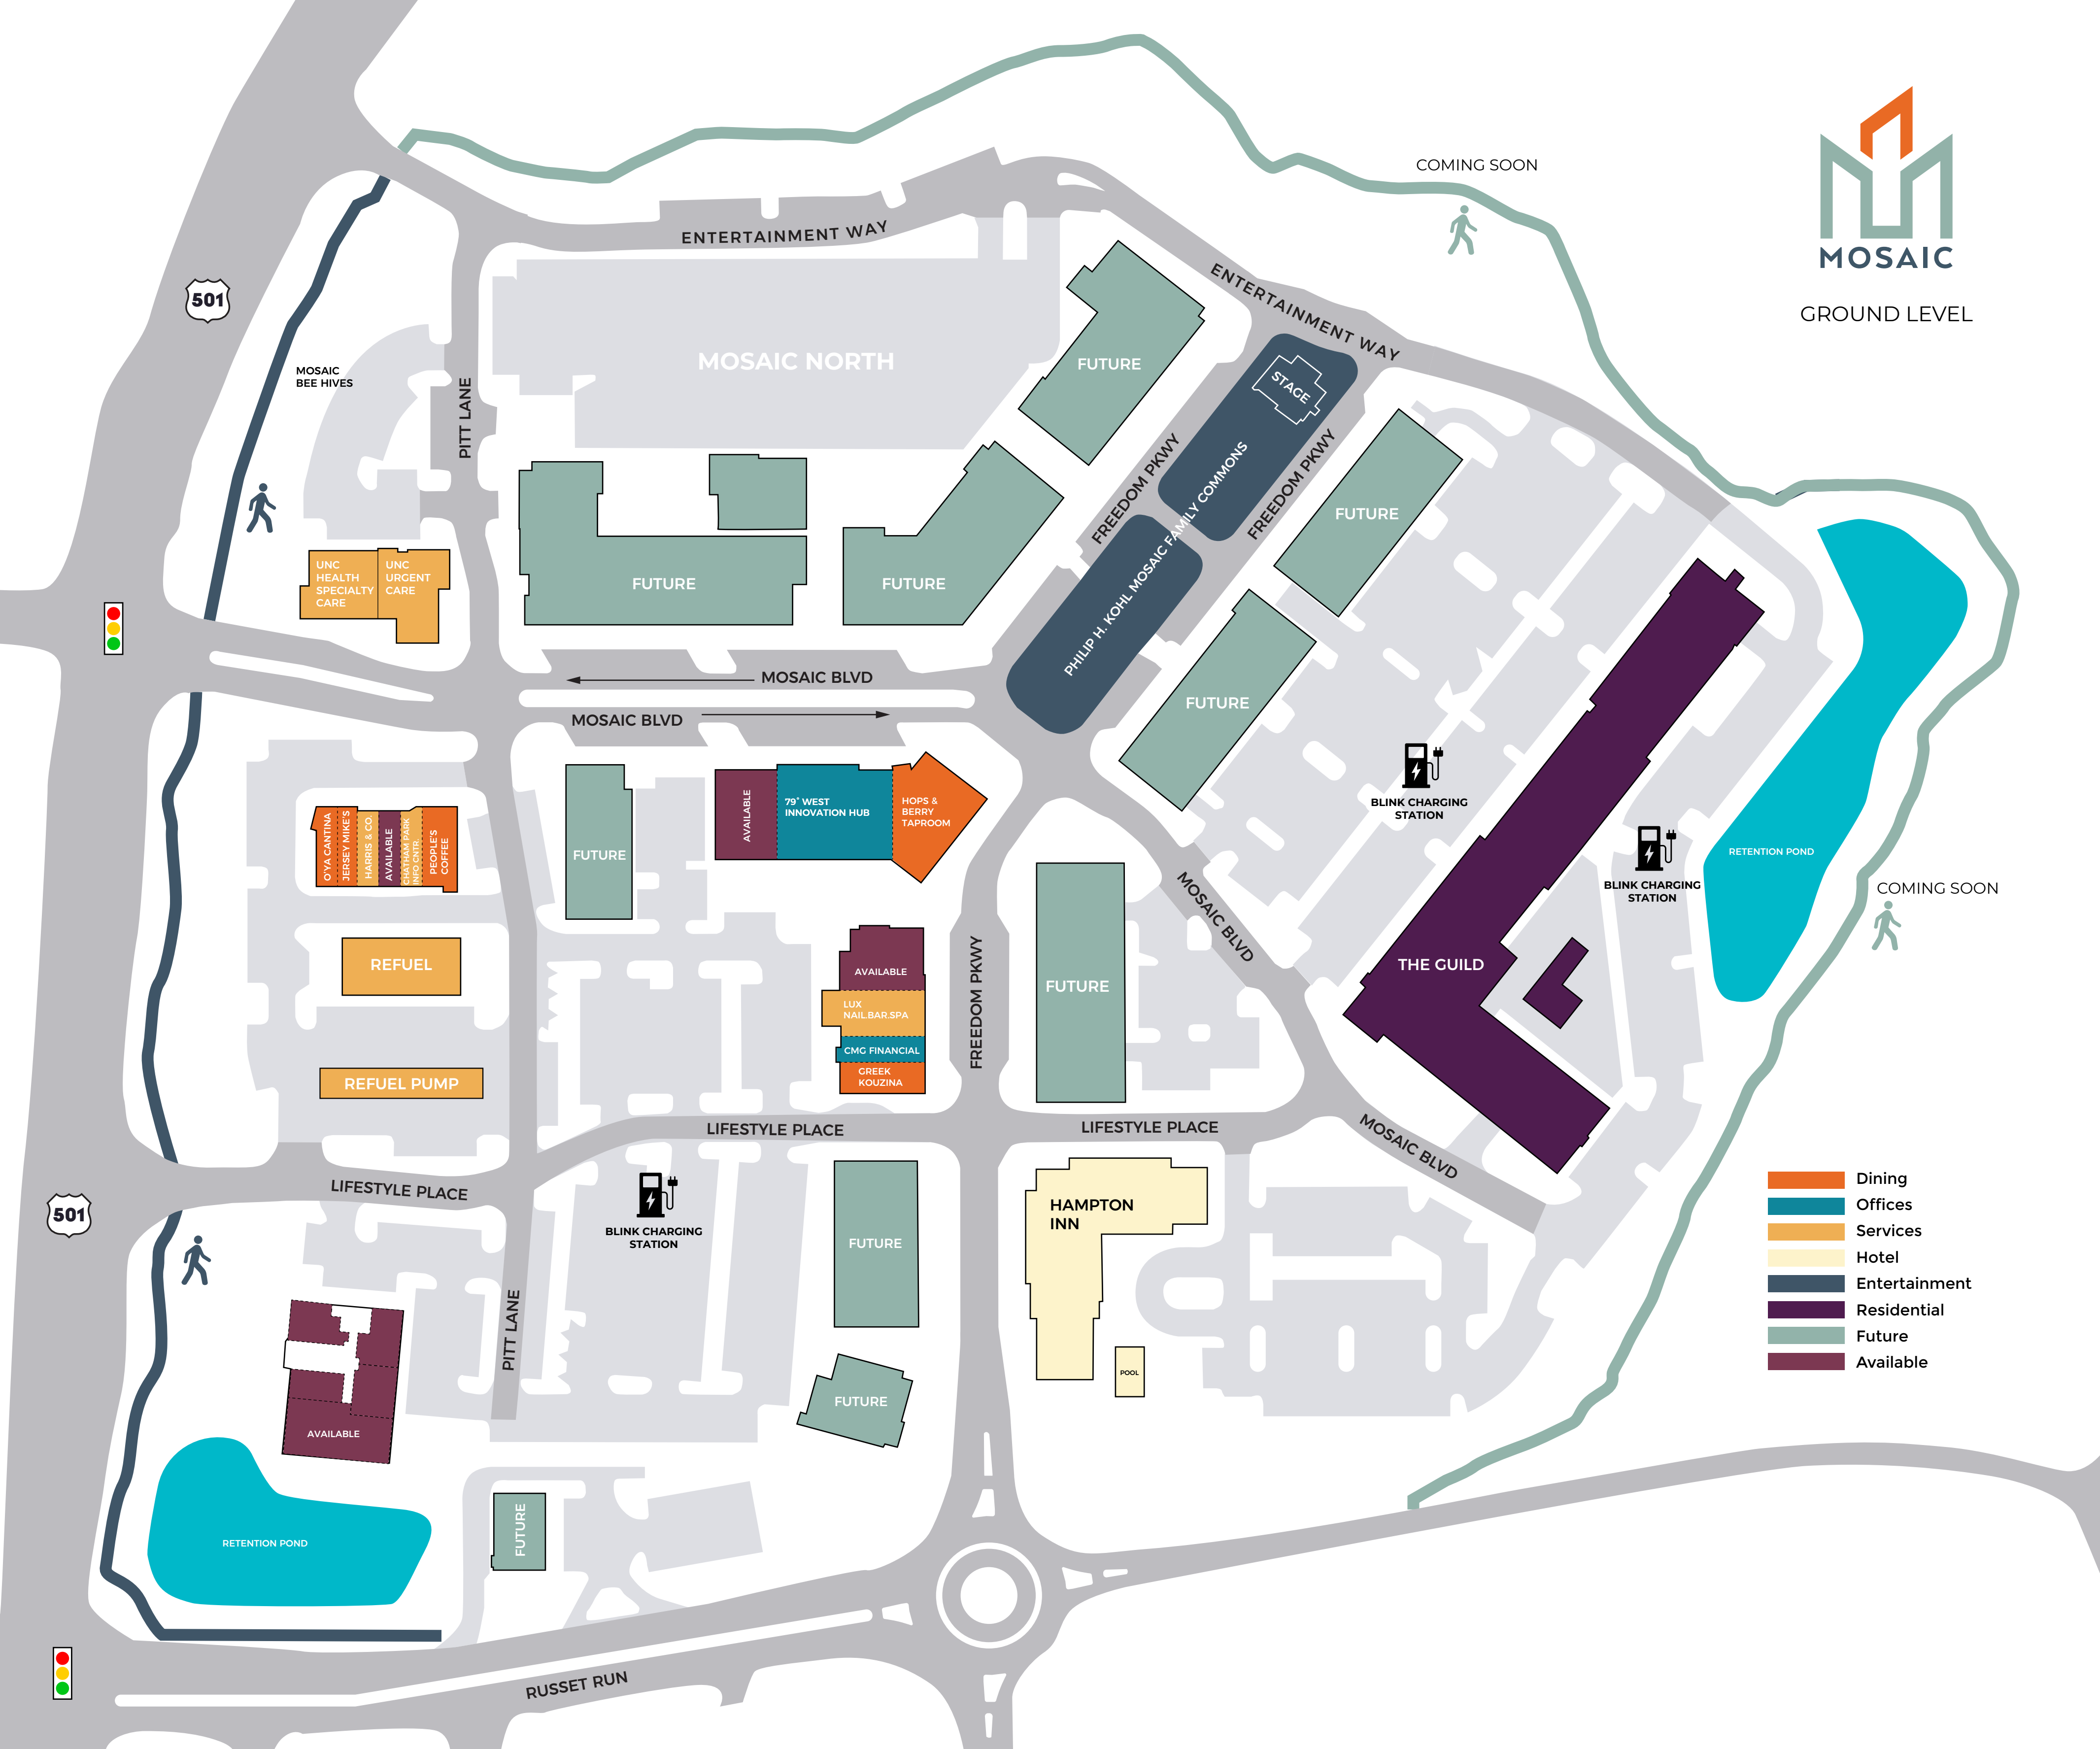 COMING SOON
MOSAIC
GROUND LEVEL
ENTERTAINMENT WAY
ENTERTAINMENT WAY
501
MOSAIC
BEE HIVES
PITT LANE
MOSAIC NORTH
FUTURE
STAGE
FREEDOM PKWY
FREEDOM PKWY
PHILIP H. KOHL MOSAIC FAMILY COMMONS
FUTURE
UNC
HEALTH
SPECIALTY
CARE
UNC
URGENT
CARE
FUTURE
FUTURE
FUTURE
MOSAIC BLVD
MOSAIC BLVD
O'YA CANTINA
JERSEY MIKE'S
HARRIS & CO.
AVAILABLE
CHATHAM PARK
INFO CNTR.
PEOPLE'S
COFFEE
FUTURE
AVAILABLE
79° WEST
INNOVATION HUB
HOPS &
BERRY
TAPROOM
BLINK CHARGING
STATION
BLINK CHARGING
STATION
RETENTION POND
COMING SOON
MOSAIC BLVD
REFUEL
AVAILABLE
LUX
NAIL.BAR.SPA
CMG FINANCIAL
GREEK
KOUZINA
FREEDOM PKWY
FUTURE
THE GUILD
REFUEL PUMP
LIFESTYLE PLACE
LIFESTYLE PLACE
MOSAIC BLVD
LIFESTYLE PLACE
501
BLINK CHARGING
STATION
FUTURE
HAMPTON
INN
POOL
PITT LANE
FUTURE
AVAILABLE
RETENTION POND
FUTURE
RUSSET RUN
Dining
Offices
Services
Hotel
Entertainment
Residential
Future
Available